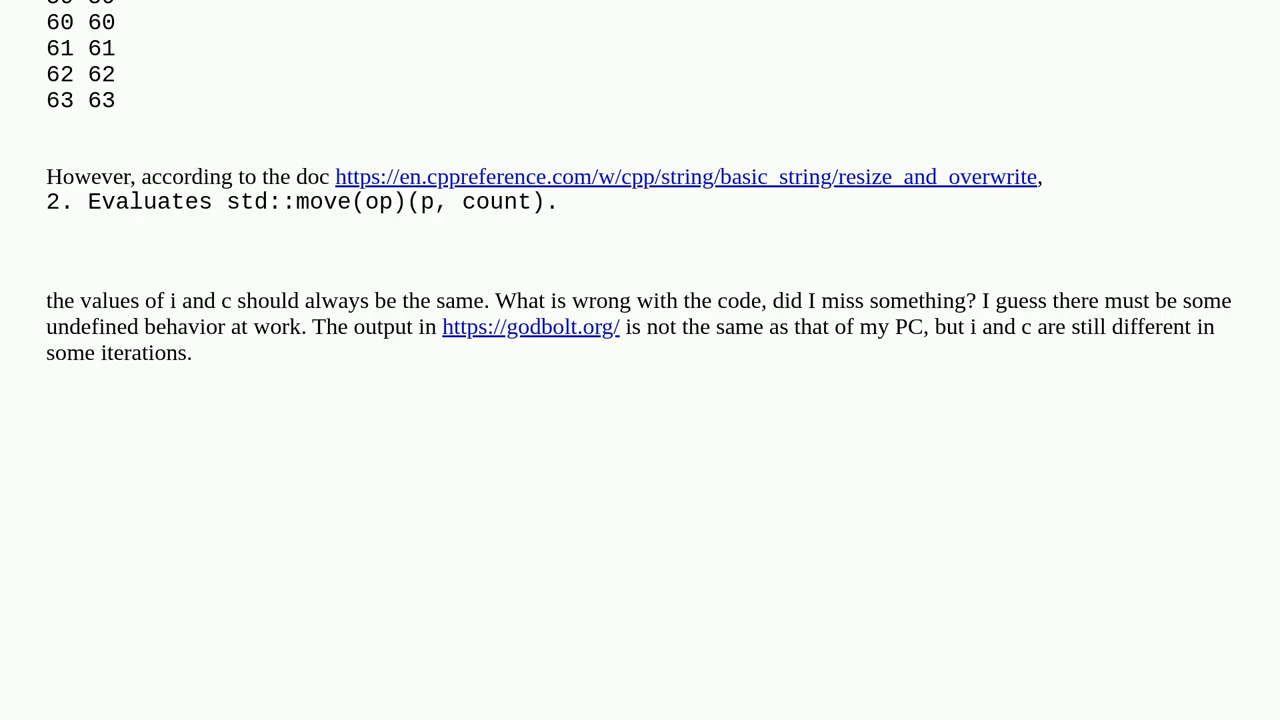 60 60
61 61
62 62
63 63
However, according to the doc https://en.cppreference.com/w/cpp/string/basic_string/resize_and_overwrite,
2. Evaluates std::move(op)(p, count).
the values of i and c should always be the same. What is wrong with the code, did I miss something? I guess there must be some
undefined behavior at work. The output in https://godbolt.org/ is not the same as that of my PC, but i and c are still different in
some iterations.